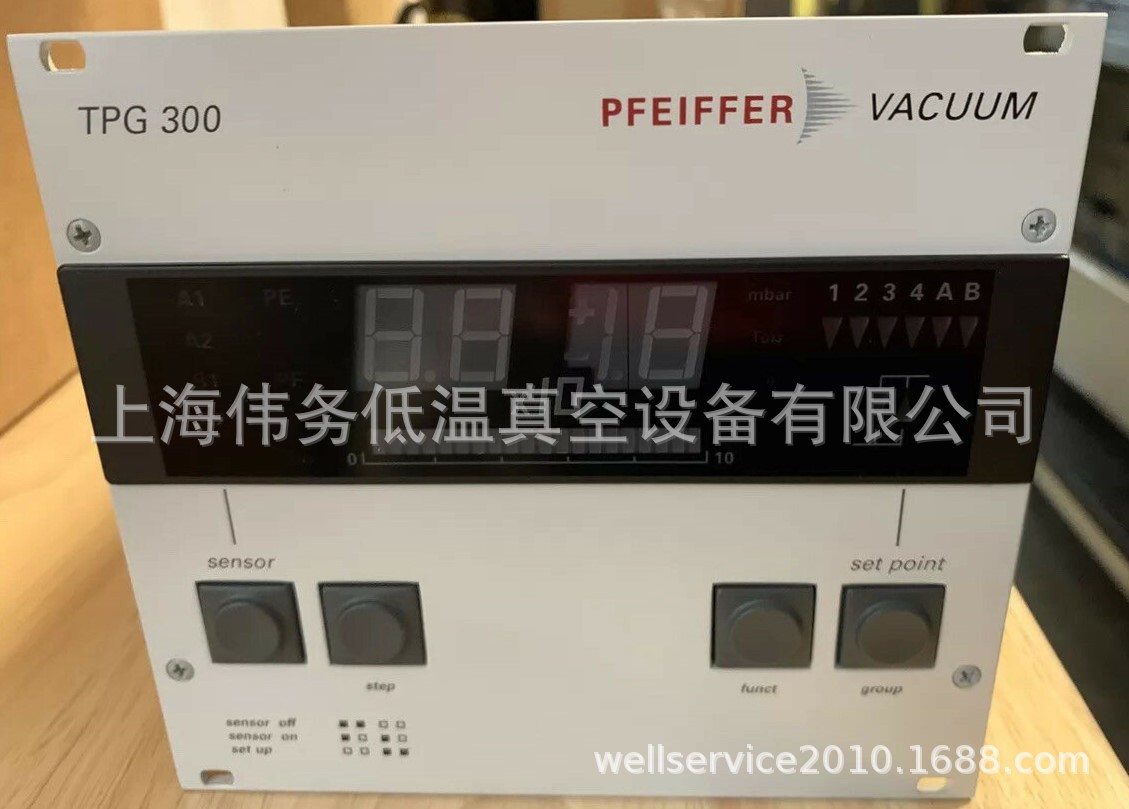 TPG 300
PFEIFFER VACUUM
A1 PE mbar 1 2 3 4 A B
A2 Torr
上海伟务低温真空设备有限公司
0 10
sensor set point
step funct group
sensor off
sensor on
set up
wellservice2010.1688.com